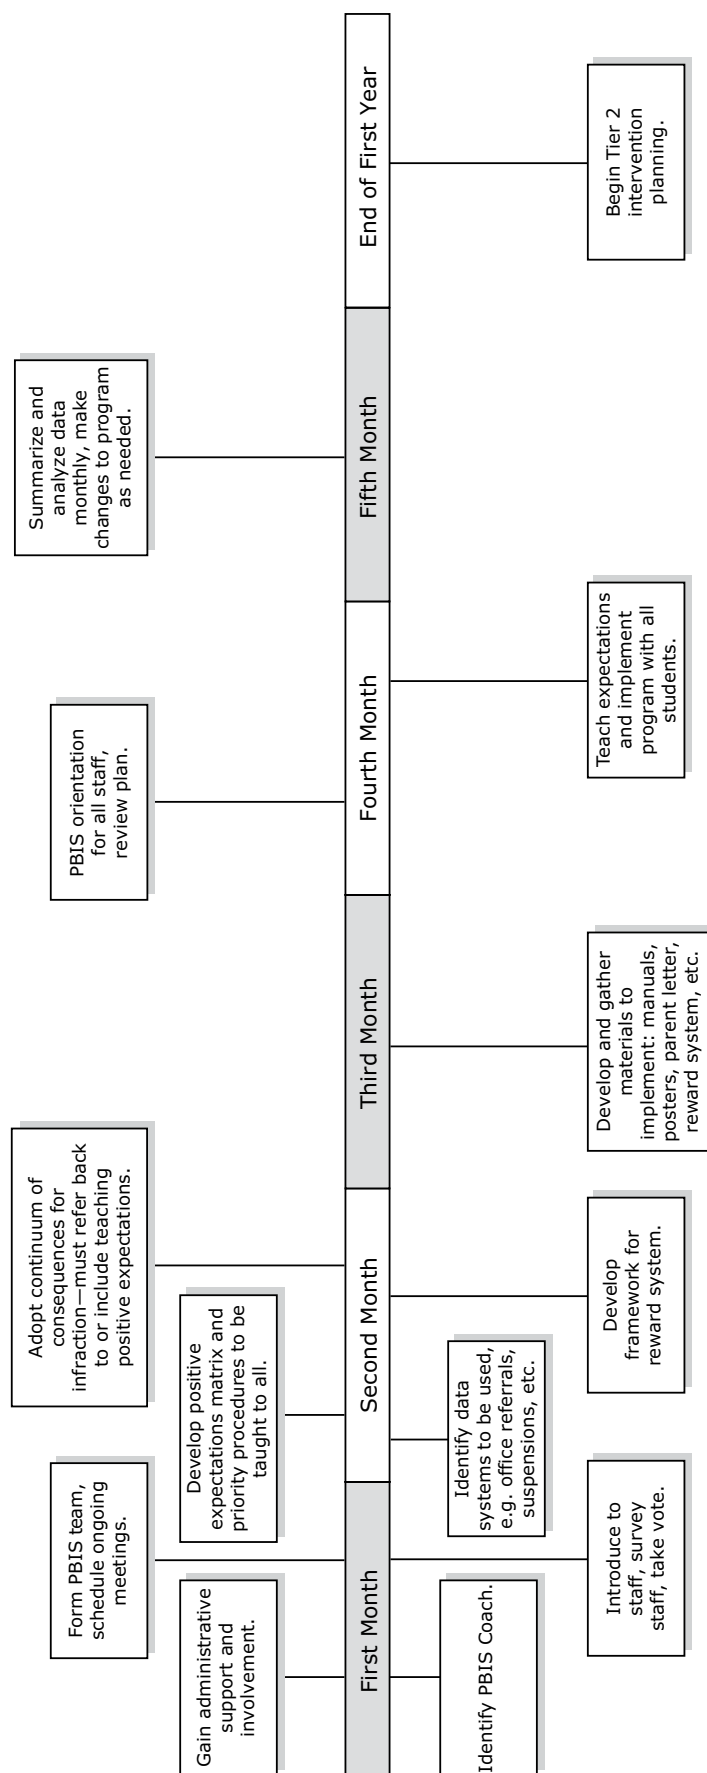 First Month
Second Month
Third Month
Fourth Month
Fifth Month
End of First Year
Gain administrative
support and
involvement.
Form PBIS team,
schedule ongoing
meetings.
Develop positive
expectations matrix and
priority procedures to be
taught to all.
Adopt continuum of
consequences for
infraction—must refer back
to or include teaching
positive expectations.
PBIS orientation
for all staff,
review plan.
Summarize and
analyze data
monthly, make
changes to program
as needed.
Identify PBIS Coach.
Introduce to
staff, survey
staff, take vote.
Identify data
systems to be used,
e.g. office referrals,
suspensions, etc.
Develop
framework for
reward system.
Develop and gather
materials to
implement: manuals,
posters, parent letter,
reward system, etc.
Teach expectations
and implement
program with all
students.
Begin Tier 2
intervention
planning.